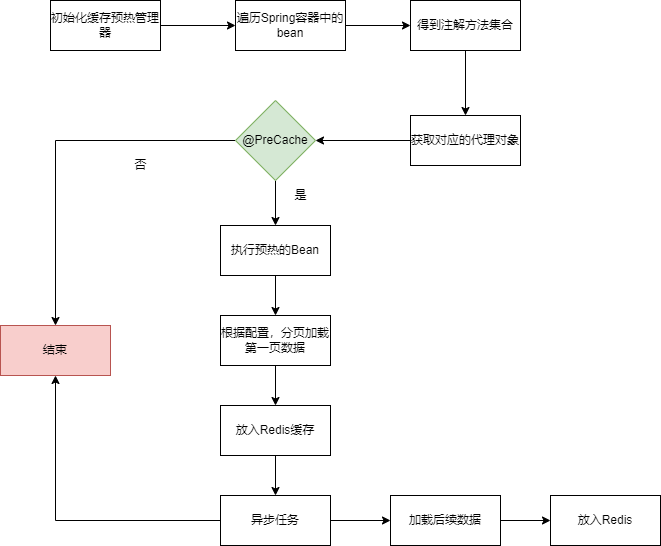 初始化缓存预热管理
器
遍历Spring容器中的
bean
得到注解方法集合
获取对应的代理对象
@PreCache
否
是
执行预热的Bean
根据配置，分页加载
第一页数据
结束
放入Redis缓存
异步任务
加载后续数据
放入Redis